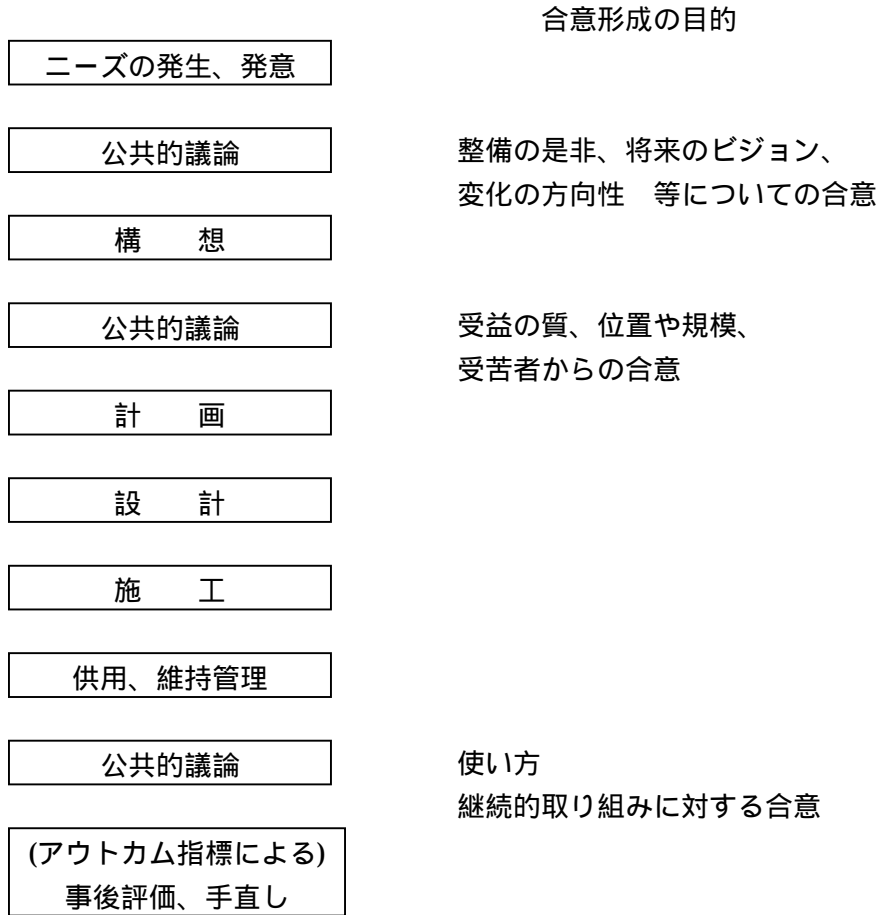 合意形成の目的
ニーズの発生、発意
公共的議論
整備の是非、将来のビジョン、
変化の方向性　等についての合意
構　　想
公共的議論
受益の質、位置や規模、
受苦者からの合意
計　　画
設　　計
施　　工
供用、維持管理
公共的議論
使い方
継続的取り組みに対する合意
(アウトカム指標による)
事後評価、手直し